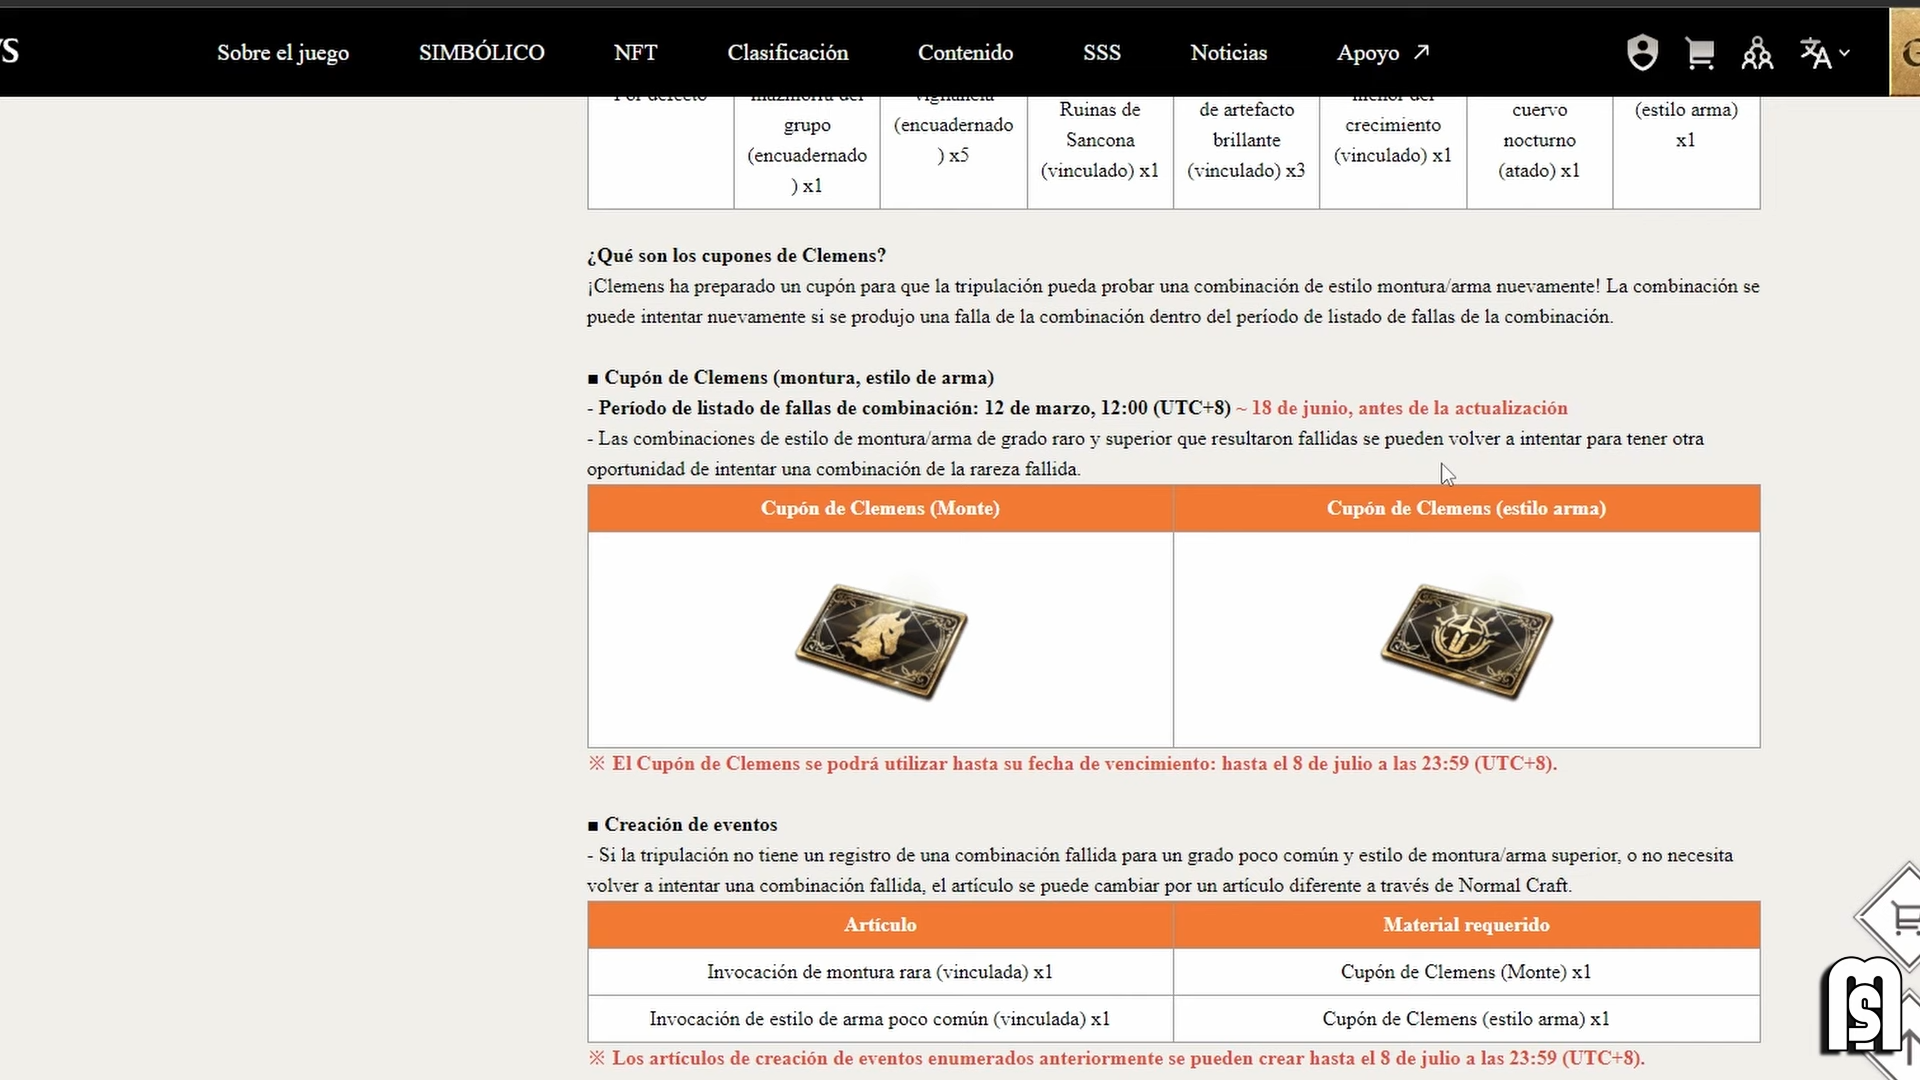 Sobre el juego SIMBÓLICO NFT Clasificación Contenido SSS Noticias Apoyo
grupo
(encuadernado
) x1
(encuadernado
) x5
Ruinas de
Sancona
(vinculado) x1
de artefacto
brillante
(vinculado) x3
crecimiento
(vinculado) x1
cuervo
nocturno
(atado) x1
(estilo arma)
x1
¿Qué son los cupones de Clemens?
¡Clemens ha preparado un cupón para que la tripulación pueda probar una combinación de estilo montura/arma nuevamente! La combinación se
puede intentar nuevamente si se produjo una falla de la combinación dentro del período de listado de fallas de la combinación.
■ Cupón de Clemens (montura, estilo de arma)
- Período de listado de fallas de combinación: 12 de marzo, 12:00 (UTC+8) ~ 18 de junio, antes de la actualización
- Las combinaciones de estilo de montura/arma de grado raro y superior que resultaron fallidas se pueden volver a intentar para tener otra
oportunidad de intentar una combinación de la rareza fallida.
Cupón de Clemens (Monte) Cupón de Clemens (estilo arma)
※ El Cupón de Clemens se podrá utilizar hasta su fecha de vencimiento: hasta el 8 de julio a las 23:59 (UTC+8).
■ Creación de eventos
- Si la tripulación no tiene un registro de una combinación fallida para un grado poco común y estilo de montura/arma superior, o no necesita
volver a intentar una combinación fallida, el artículo se puede cambiar por un artículo diferente a través de Normal Craft.
Artículo Material requerido
Invocación de montura rara (vinculada) x1 Cupón de Clemens (Monte) x1
Invocación de estilo de arma poco común (vinculada) x1 Cupón de Clemens (estilo arma) x1
※ Los artículos de creación de eventos enumerados anteriormente se pueden crear hasta el 8 de julio a las 23:59 (UTC+8).